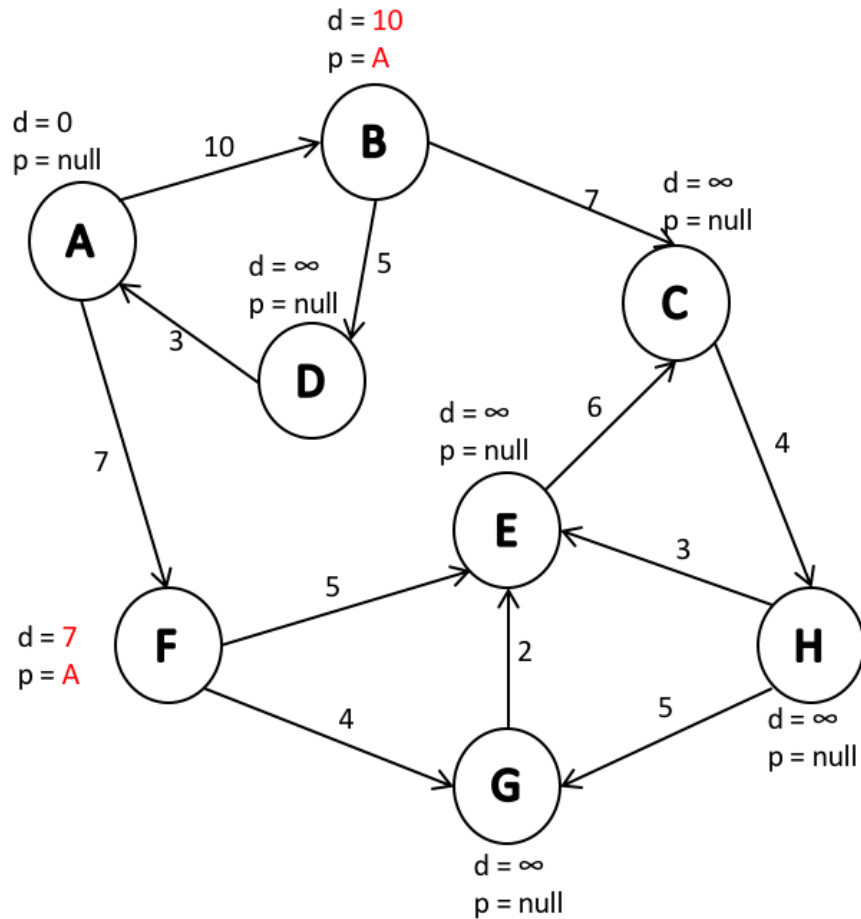 d = 10
p = A
B
d = 0
p = null
A
10
7
d = ∞
p = null
C
5
d = ∞
p = null
D
3
7
6
4
d = ∞
p = null
E
3
5
d = 7
p = A
F
2
H
d = ∞
p = null
4
5
G
d = ∞
p = null